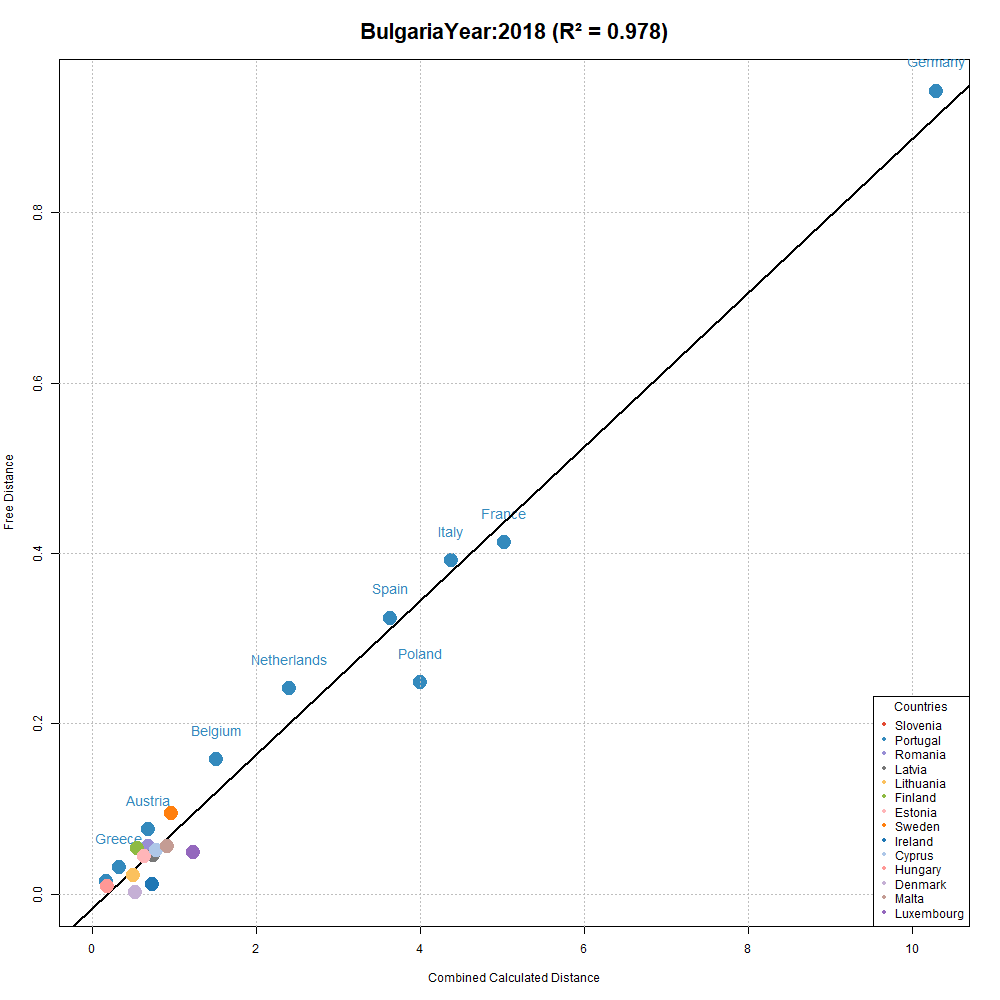 BulgariaYear:2018 (R² = 0.978)
Germany
0.8
0.6
Free Distance
France
Italy
0.4
Spain
Poland
Netherlands
Belgium
0.2
Austria
Greece
0.0
Countries
Slovenia
Portugal
Romania
Latvia
Lithuania
Finland
Estonia
Sweden
Ireland
Cyprus
Hungary
Denmark
Malta
Luxembourg
0 2 4 6 8 10
Combined Calculated Distance